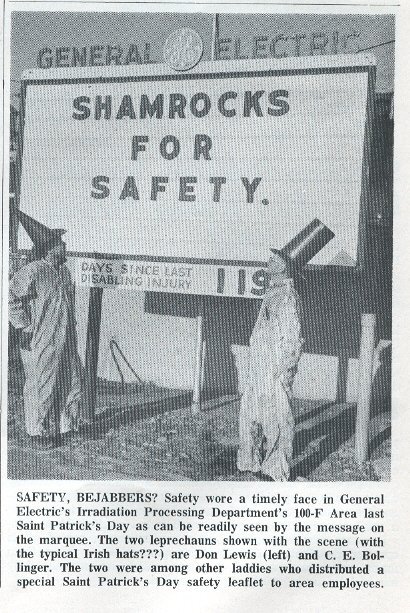 GENERAL ELECTRIC
SHAMROCKS
FOR
SAFETY.
DAYS SINCE LAST
DISABLING INJURY 119
SAFETY, BEJABBERS? Safety wore a timely face in General
Electric's Irradiation Processing Department's 100-F Area last
Saint Patrick's Day as can be readily seen by the message on
the marquee. The two leprechauns shown with the scene (with
the typical Irish hats???) are Don Lewis (left) and C. E. Bol-
linger. The two were among other laddies who distributed a
special Saint Patrick's Day safety leaflet to area employees.